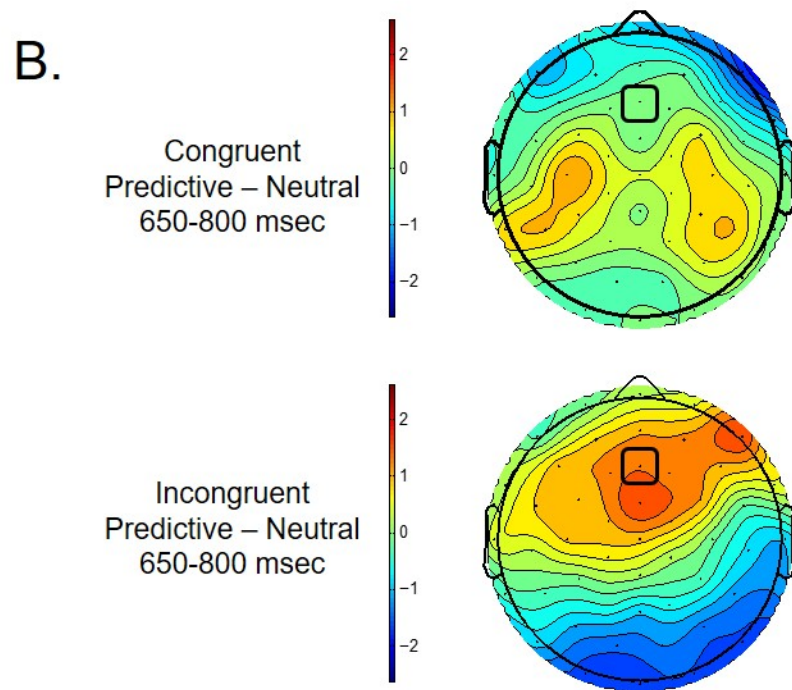 B.
Congruent
Predictive – Neutral
650-800 msec
2
1
0
−1
−2
Incongruent
Predictive – Neutral
650-800 msec
2
1
0
−1
−2